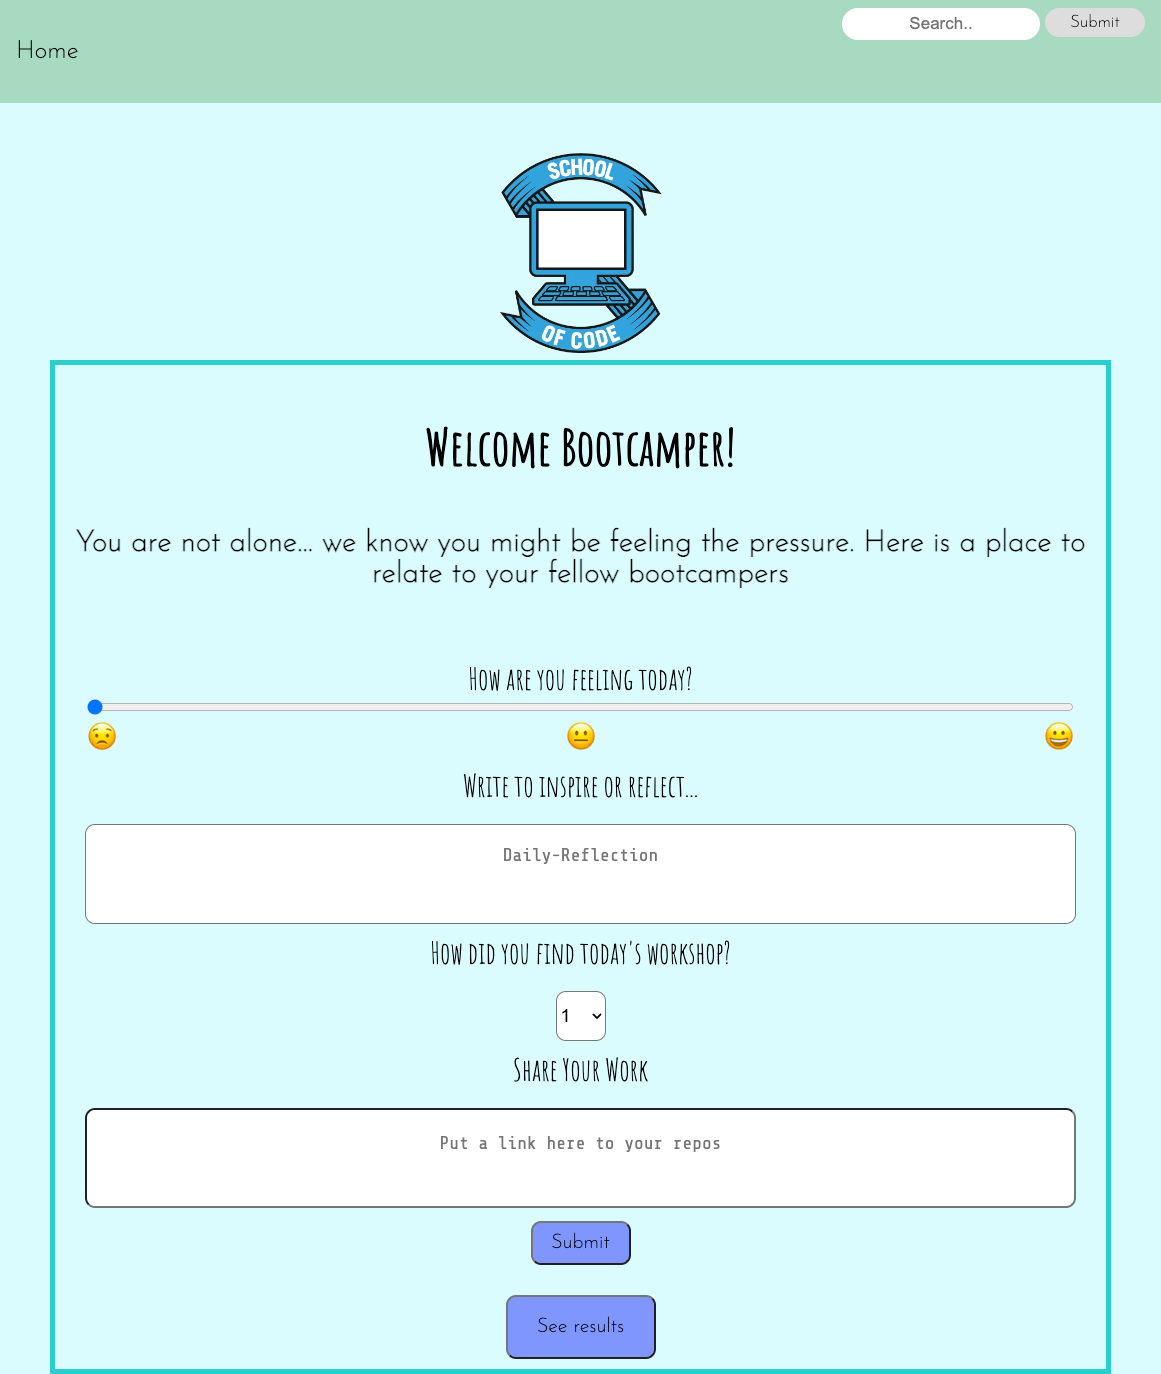 Home
Search..
Submit
SCHOOL
OF CODE
Welcome Bootcamper!
You are not alone... we know you might be feeling the pressure. Here is a place to
relate to your fellow bootcampers
How are you feeling today?
Write to inspire or reflect...
Daily-Reflection
How did you find today's workshop?
1
Share Your Work
Put a link here to your repos
Submit
See results